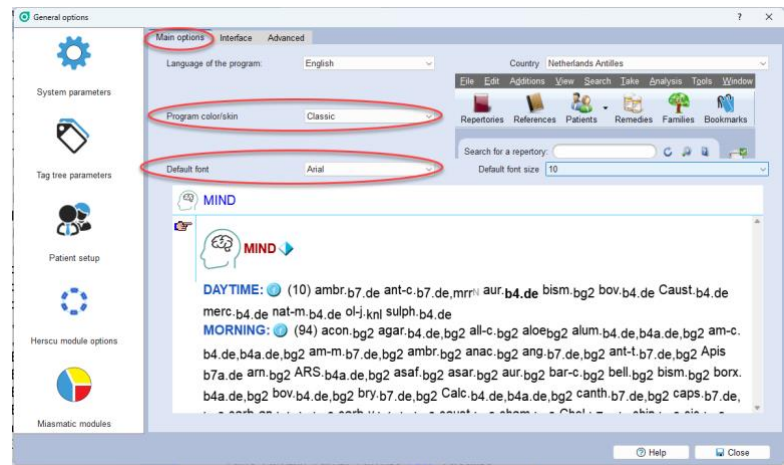 General options
? X
System parameters
Tag tree parameters
Patient setup
Herscu module options
Miasmatic modules
Main options Interface Advanced
Language of the program: English Country Netherlands Antilles
File Edit Additions View Search Take Analysis Tools Window
Program color/skin Classic Repertories References Patients Remedies Families Bookmarks
Search for a repertory:
Default font Arial Default font size 10
MIND
MIND
DAYTIME: (10) ambr.b7.de ant-c.b7.de,mrrN aur.b4.de bism.bg2 bov.b4.de Caust.b4.de
merc.b4.de nat-m.b4.de ol-j.knl sulph.b4.de
MORNING: (94) acon.bg2 agar.b4.de,bg2 all-c.bg2 aloebg2 alum.b4.de,b4a.de,bg2 am-c.
b4.de,b4a.de,bg2 am-m.b7.de,bg2 ambr.bg2 anac.bg2 ang.b7.de,bg2 ant-t.b7.de,bg2 Apis
b7a.de arn.bg2 ARS.b4a.de,bg2 asaf.bg2 asar.bg2 aur.bg2 bar-c.bg2 bell.bg2 bism.bg2 borx.
b4a.de,bg2 bov.b4.de,bg2 bry.b7.de,bg2 Calc.b4.de,b4a.de,bg2 canth.b7.de,bg2 caps.b7.de,
Help Close